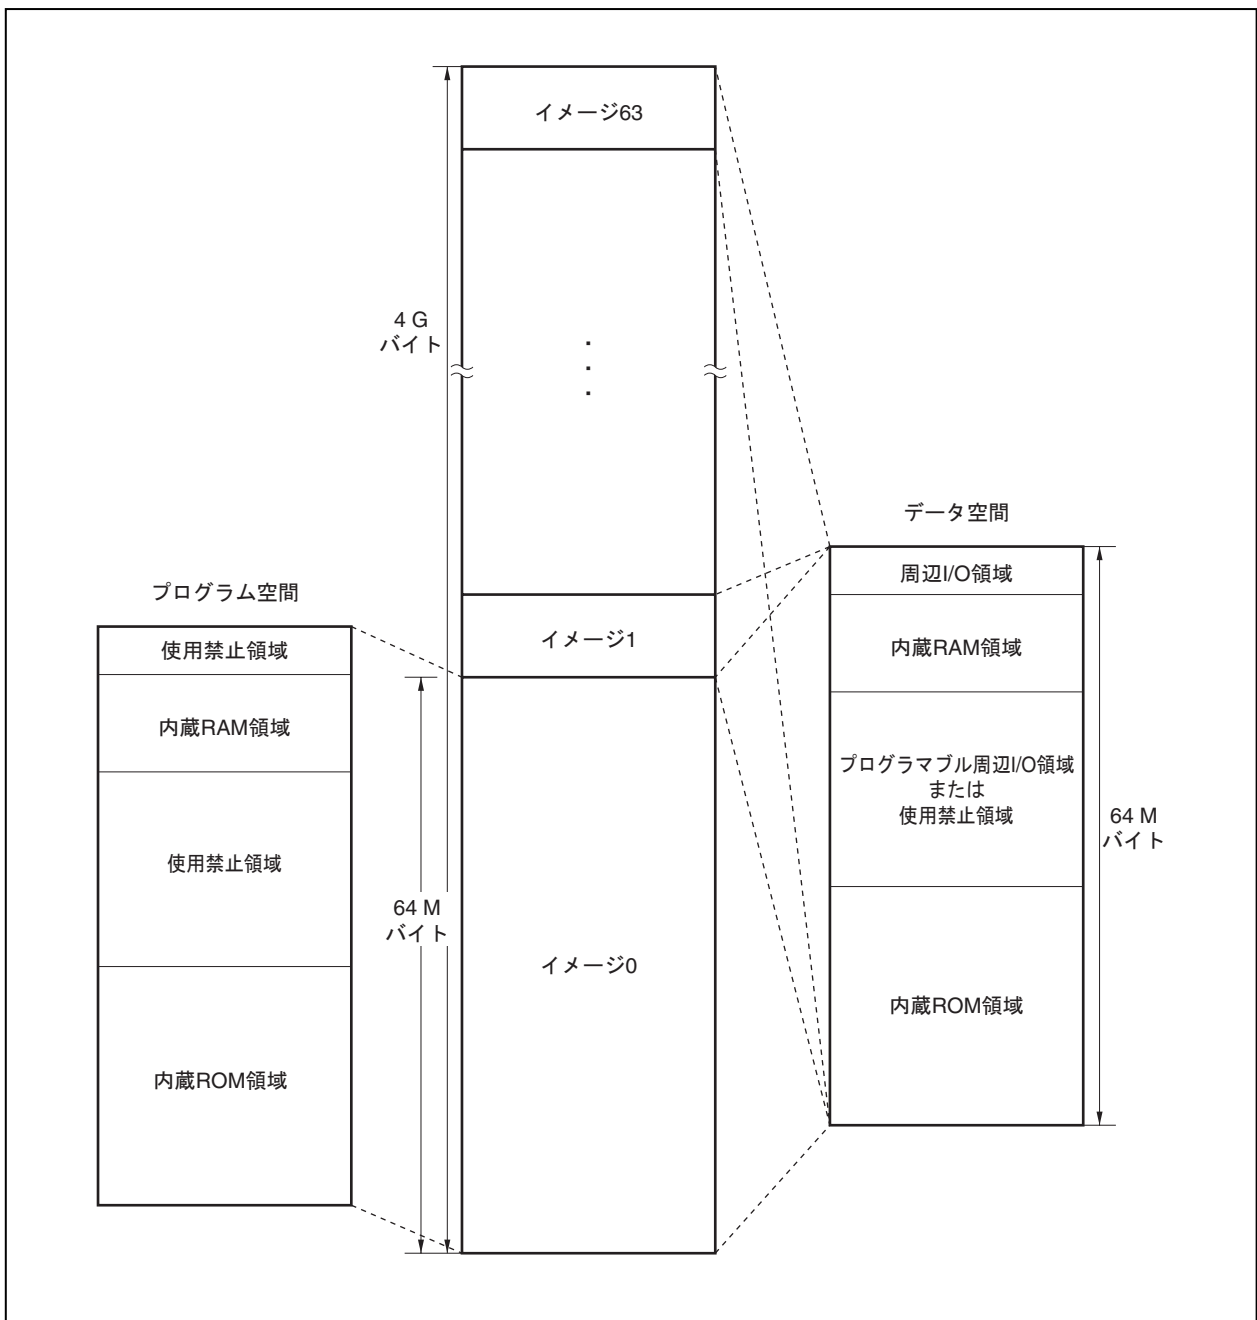 イメージ63
4 G
バイト
データ空間
周辺I/O領域
プログラム空間
使用禁止領域
イメージ1
内蔵RAM領域
内蔵RAM領域
プログラマブル周辺I/O領域
または
使用禁止領域
64 M
バイト
使用禁止領域
64 M
バイト
イメージ0
内蔵ROM領域
内蔵ROM領域